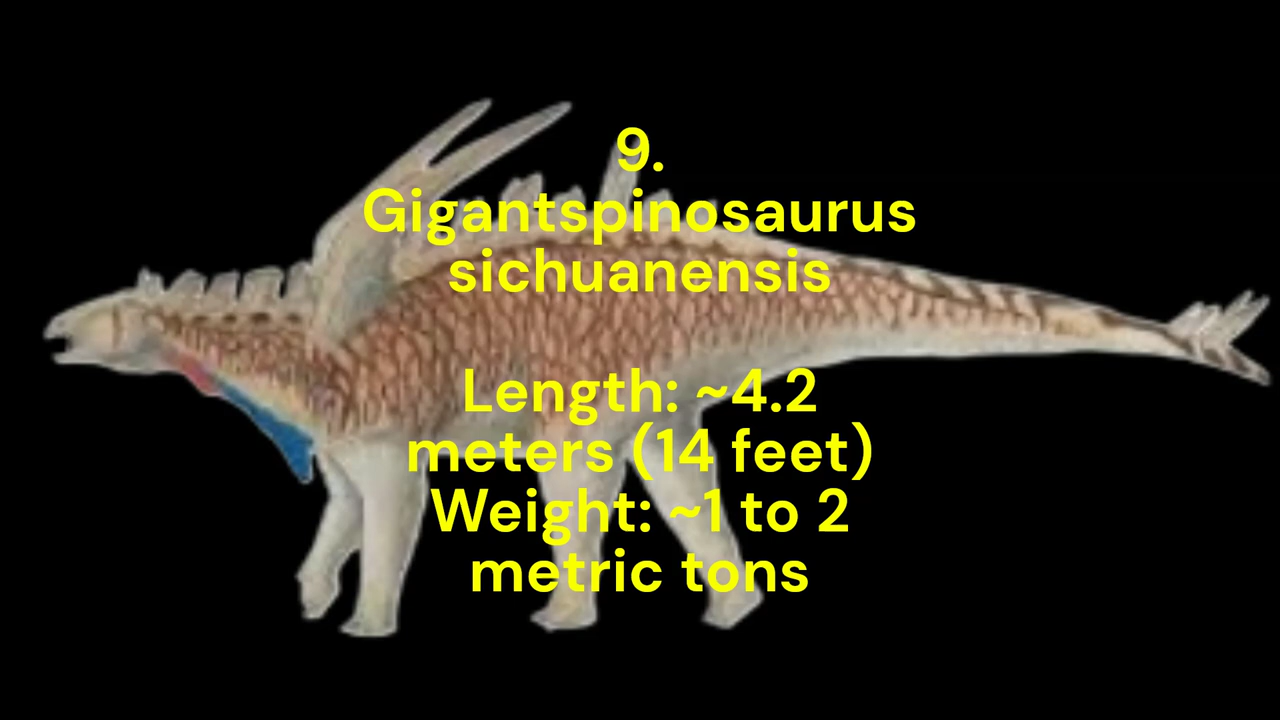 9.
Gigantspinosaurus
sichuanensis
Length: ~4.2
meters (14 feet)
Weight: ~1 to 2
metric tons